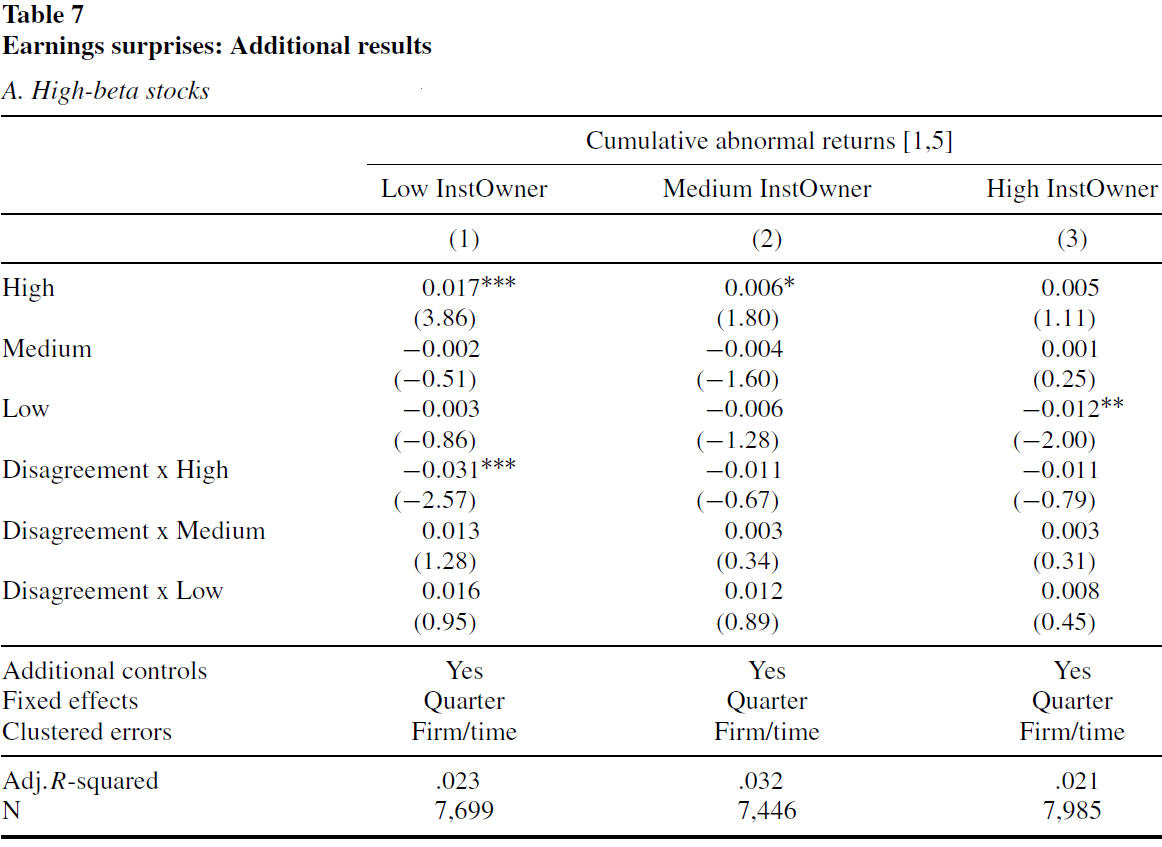 Table 7
Earnings surprises: Additional results
A. High-beta stocks
Cumulative abnormal returns [1,5]
Low InstOwner Medium InstOwner High InstOwner
(1) (2) (3)
High 0.017*** 0.006* 0.005
(3.86) (1.80) (1.11)
Medium −0.002 −0.004 0.001
(−0.51) (−1.60) (0.25)
Low −0.003 −0.006 −0.012**
(−0.86) (−1.28) (−2.00)
Disagreement x High −0.031*** −0.011 −0.011
(−2.57) (−0.67) (−0.79)
Disagreement x Medium 0.013 0.003 0.003
(1.28) (0.34) (0.31)
Disagreement x Low 0.016 0.012 0.008
(0.95) (0.89) (0.45)
Additional controls Yes Yes Yes
Fixed effects Quarter Quarter Quarter
Clustered errors Firm/time Firm/time Firm/time
Adj.R-squared .023 .032 .021
N 7,699 7,446 7,985